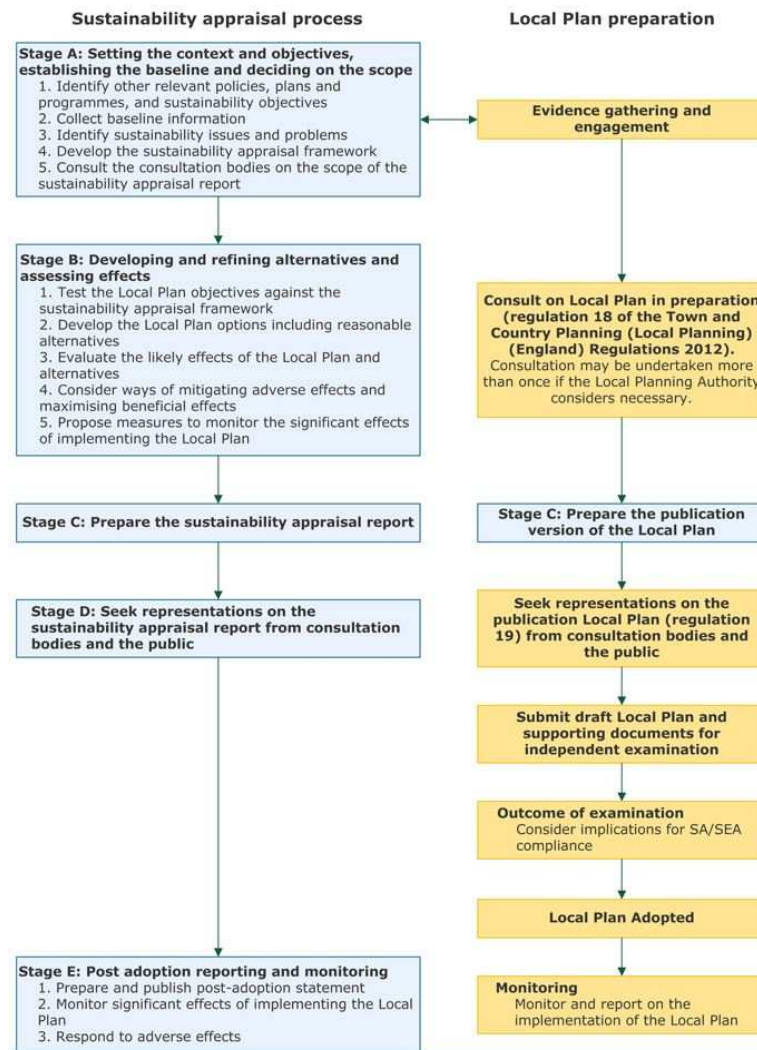 Sustainability appraisal process
Stage A: Setting the context and objectives,
establishing the baseline and deciding on the scope
1. Identify other relevant policies, plans and
programmes, and sustainability objectives
2. Collect baseline information
3. Identify sustainability issues and problems
4. Develop the sustainability appraisal framework
5. Consult the consultation bodies on the scope of the
sustainability appraisal report
Stage B: Developing and refining alternatives and
assessing effects
1. Test the Local Plan objectives against the
sustainability appraisal framework
2. Develop the Local Plan options including reasonable
alternatives
3. Evaluate the likely effects of the Local Plan and
alternatives
4. Consider ways of mitigating adverse effects and
maximising beneficial effects
5. Propose measures to monitor the significant effects
of implementing the Local Plan
Stage C: Prepare the sustainability appraisal report
Stage D: Seek representations on the
sustainability appraisal report from consultation
bodies and the public
Stage E: Post adoption reporting and monitoring
1. Prepare and publish post-adoption statement
2. Monitor significant effects of implementing the Local
Plan
3. Respond to adverse effects
Local Plan preparation
Evidence gathering and
engagement
Consult on Local Plan in preparation
(regulation 18 of the Town and
Country Planning (Local Planning)
(England) Regulations 2012).
Consultation may be undertaken more
than once if the Local Planning Authority
considers necessary.
Stage C: Prepare the publication
version of the Local Plan
Seek representations on the
publication Local Plan (regulation
19) from consultation bodies and
the public
Submit draft Local Plan and
supporting documents for
independent examination
Outcome of examination
Consider implications for SA/SEA
compliance
Local Plan Adopted
Monitoring
Monitor and report on the
implementation of the Local Plan